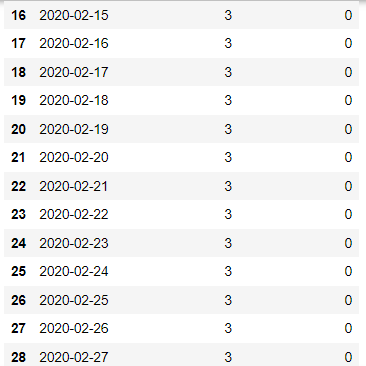 16 2020-02-15 3 0
17 2020-02-16 3 0
18 2020-02-17 3 0
19 2020-02-18 3 0
20 2020-02-19 3 0
21 2020-02-20 3 0
22 2020-02-21 3 0
23 2020-02-22 3 0
24 2020-02-23 3 0
25 2020-02-24 3 0
26 2020-02-25 3 0
27 2020-02-26 3 0
28 2020-02-27 3 0